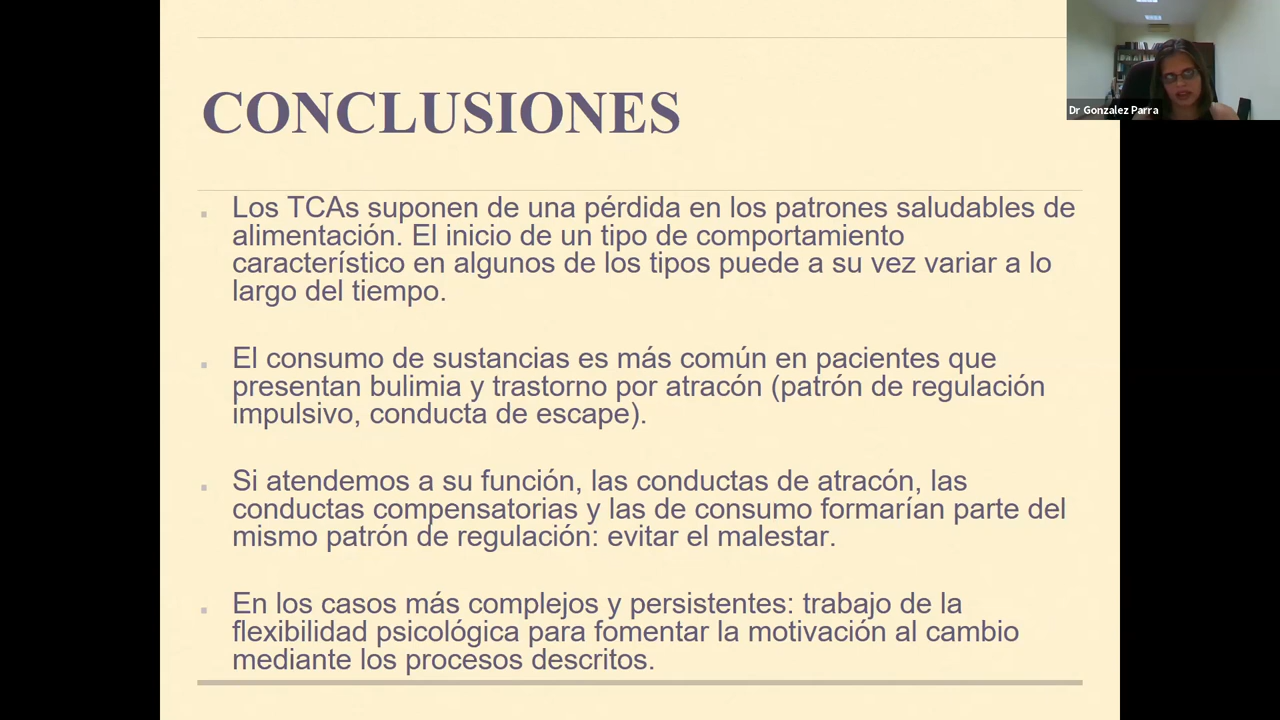 Dr Gonzalez Parra
CONCLUSIONES
Los TCAs suponen de una pérdida en los patrones saludables de
alimentación. El inicio de un tipo de comportamiento
característico en algunos de los tipos puede a su vez variar a lo
largo del tiempo.
El consumo de sustancias es más común en pacientes que
presentan bulimia y trastorno por atracón (patrón de regulación
impulsivo, conducta de escape).
Si atendemos a su función, las conductas de atracón, las
conductas compensatorias y las de consumo formarían parte del
mismo patrón de regulación: evitar el malestar.
En los casos más complejos y persistentes: trabajo de la
flexibilidad psicológica para fomentar la motivación al cambio
mediante los procesos descritos.